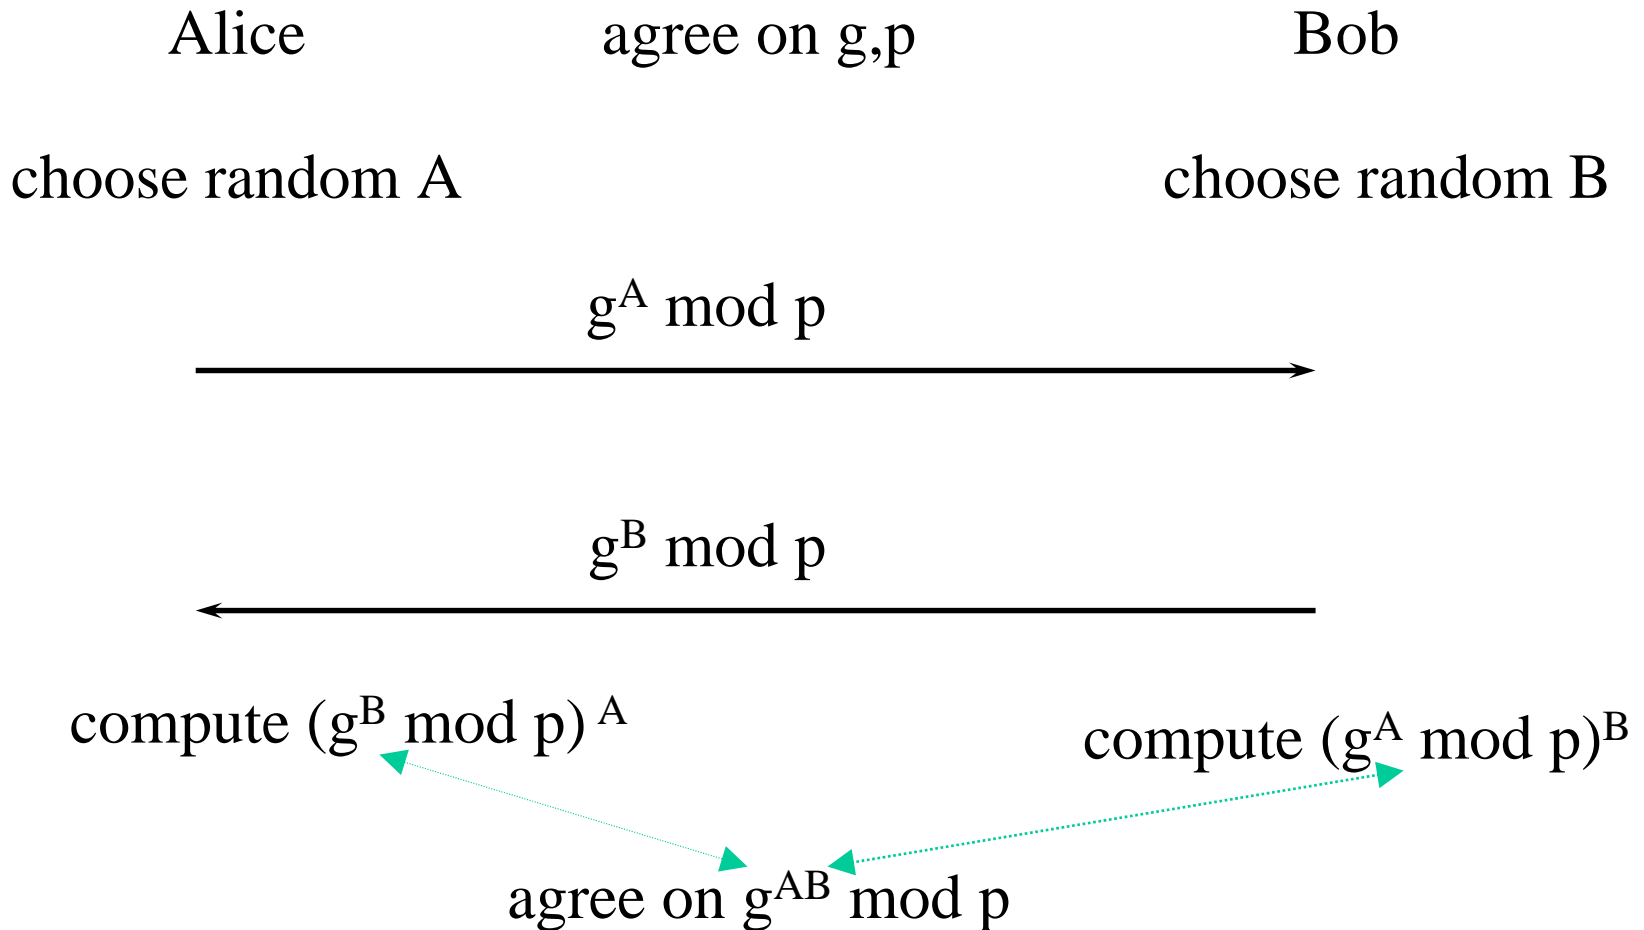 Alice agree on g,p Bob
choose random A choose random B
g^A mod p
g^B mod p
compute (g^B mod p)^A
compute (g^A mod p)^B
agree on g^AB mod p